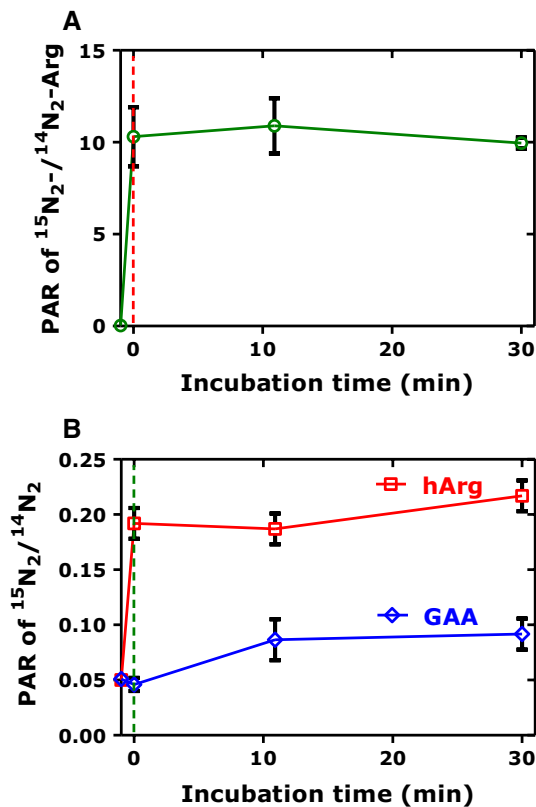 A
15
10
5
0
PAR of ¹⁵N₂-/¹⁴N₂-Arg
0 10 20 30
Incubation time (min)
B
0.25
0.20
0.15
0.10
0.05
0.00
PAR of ¹⁵N₂/¹⁴N₂
hArg
GAA
0 10 20 30
Incubation time (min)